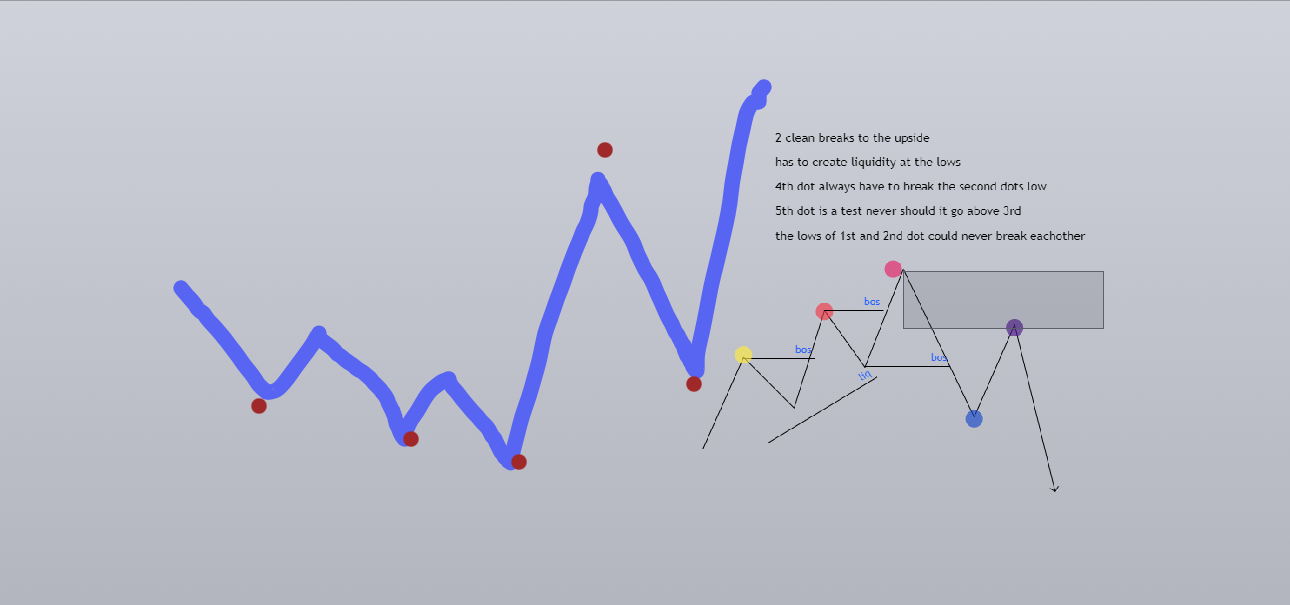 2 clean breaks to the upside
has to create liquidity at the lows
4th dot always have to break the second dots low
5th dot is a test never should it go above 3rd
the lows of 1st and 2nd dot could never break eachother
bos
bos
bos
liq